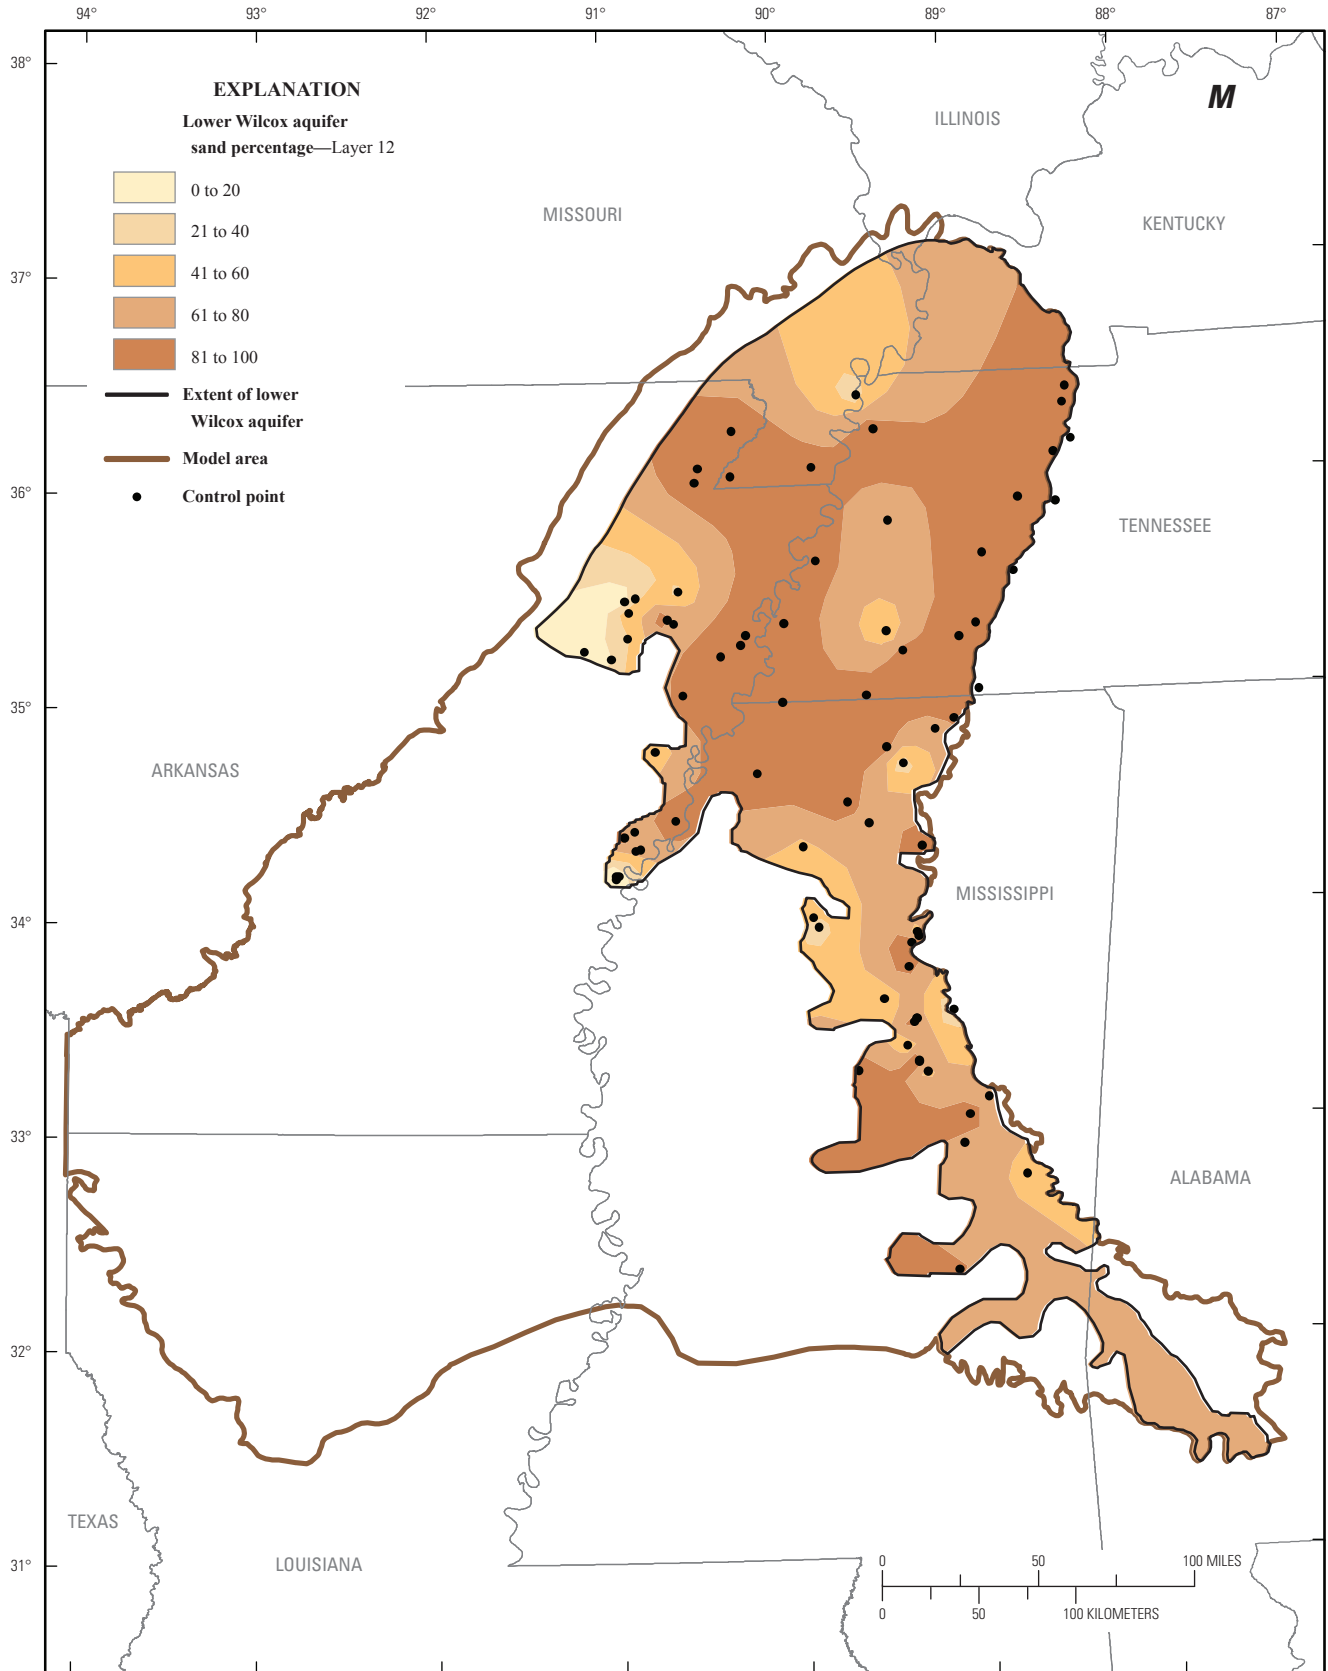 94° 93° 92° 91° 90° 89° 88° 87°
38°
37°
36°
35°
34°
33°
32°
31°
EXPLANATION
Lower Wilcox aquifer
sand percentage—Layer 12
0 to 20
21 to 40
41 to 60
61 to 80
81 to 100
Extent of lower
Wilcox aquifer
Model area
Control point
M
ILLINOIS
MISSOURI
KENTUCKY
TENNESSEE
ARKANSAS
MISSISSIPPI
ALABAMA
TEXAS
LOUISIANA
0 50 100 MILES
0 50 100 KILOMETERS